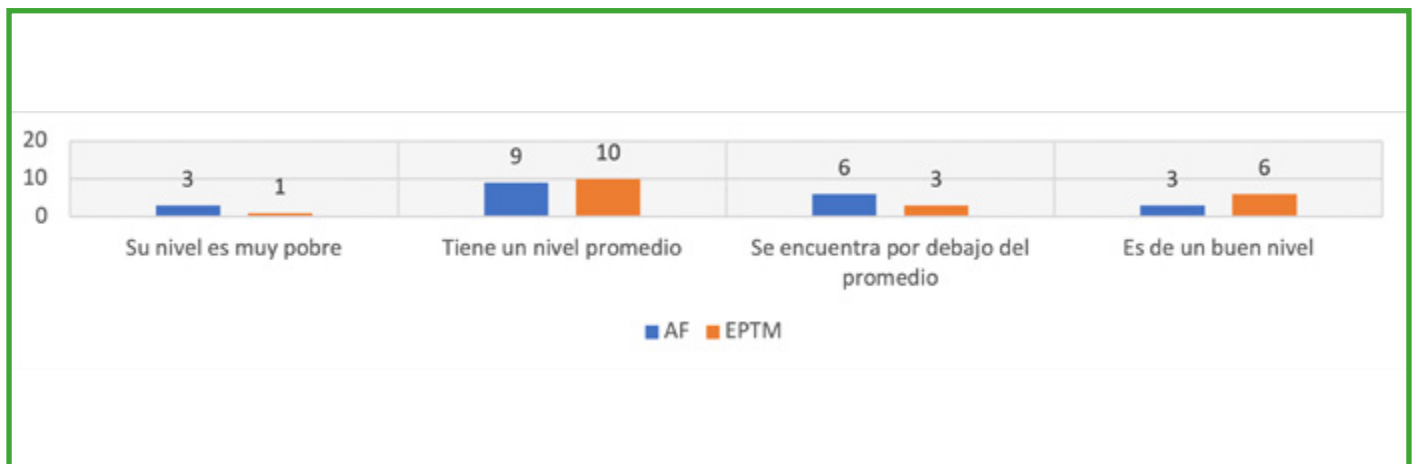 20
10
0
3
1
9
10
6
3
3
6
Su nivel es muy pobre
Tiene un nivel promedio
Se encuentra por debajo del
promedio
Es de un buen nivel
AF
EPTM